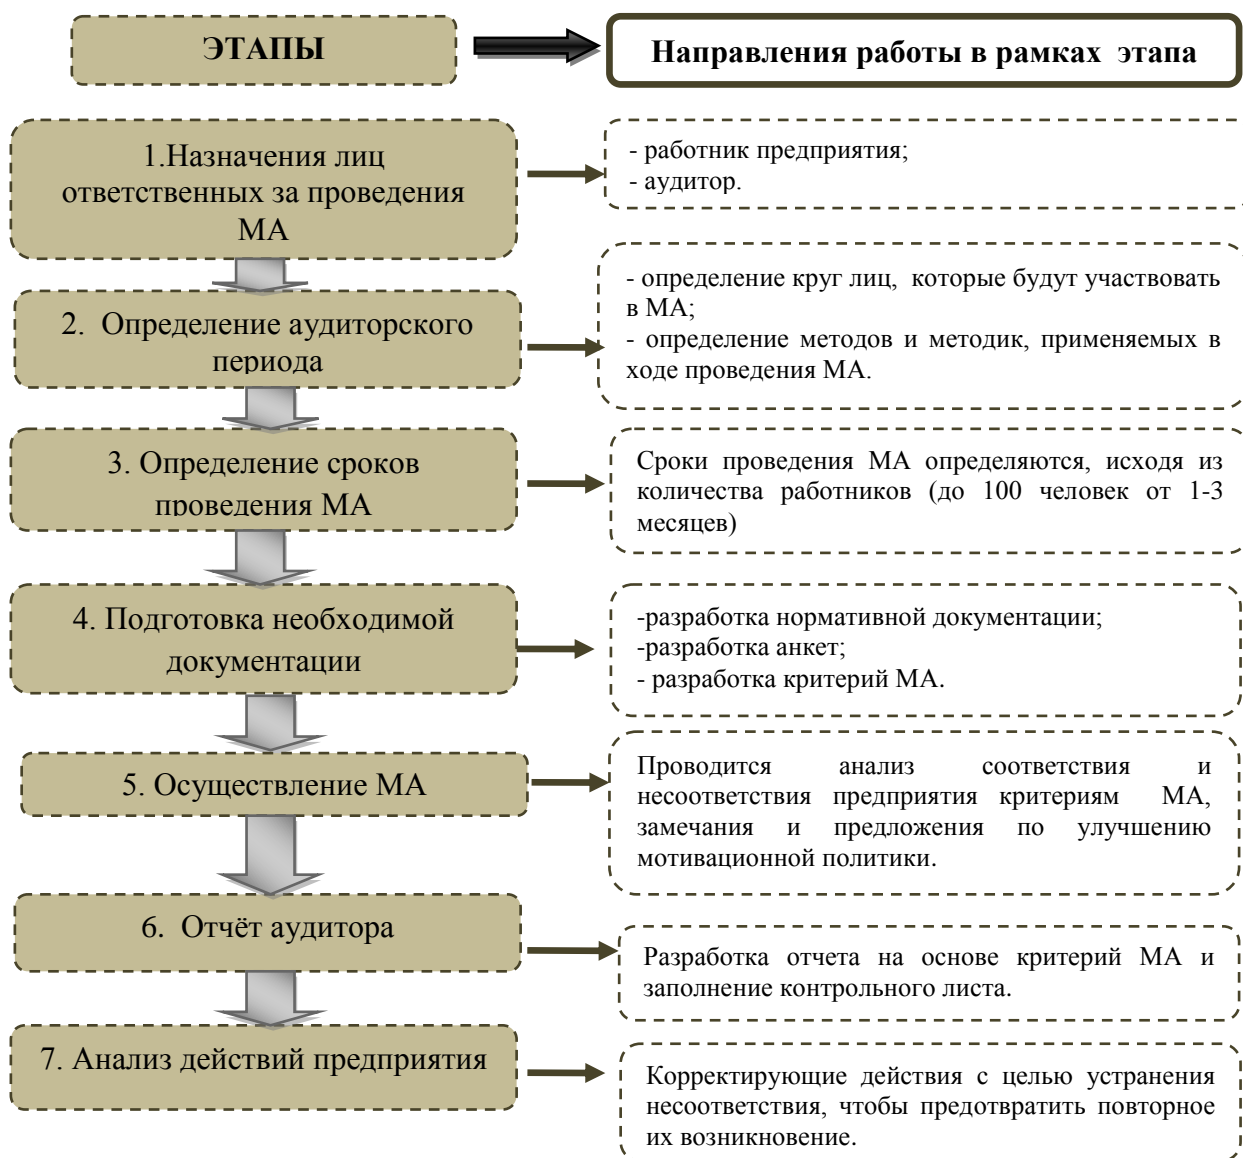 ЭТАПЫ
Направления работы в рамках этапа
1.Назначения лиц
ответственных за проведения
МА
- работник предприятия;
- аудитор.
2. Определение аудиторского
периода
- определение круг лиц, которые будут участвовать
в МА;
- определение методов и методик, применяемых в
ходе проведения МА.
3. Определение сроков
проведения МА
Сроки проведения МА определяются, исходя из
количества работников (до 100 человек от 1-3
месяцев)
4. Подготовка необходимой
документации
-разработка нормативной документации;
-разработка анкет;
- разработка критерий МА.
5. Осуществление МА
Проводится анализ соответствия и
несоответствия предприятия критериям МА,
замечания и предложения по улучшению
мотивационной политики.
6. Отчёт аудитора
Разработка отчета на основе критерий МА и
заполнение контрольного листа.
7. Анализ действий предприятия
Корректирующие действия с целью устранения
несоответствия, чтобы предотвратить повторное
их возникновение.